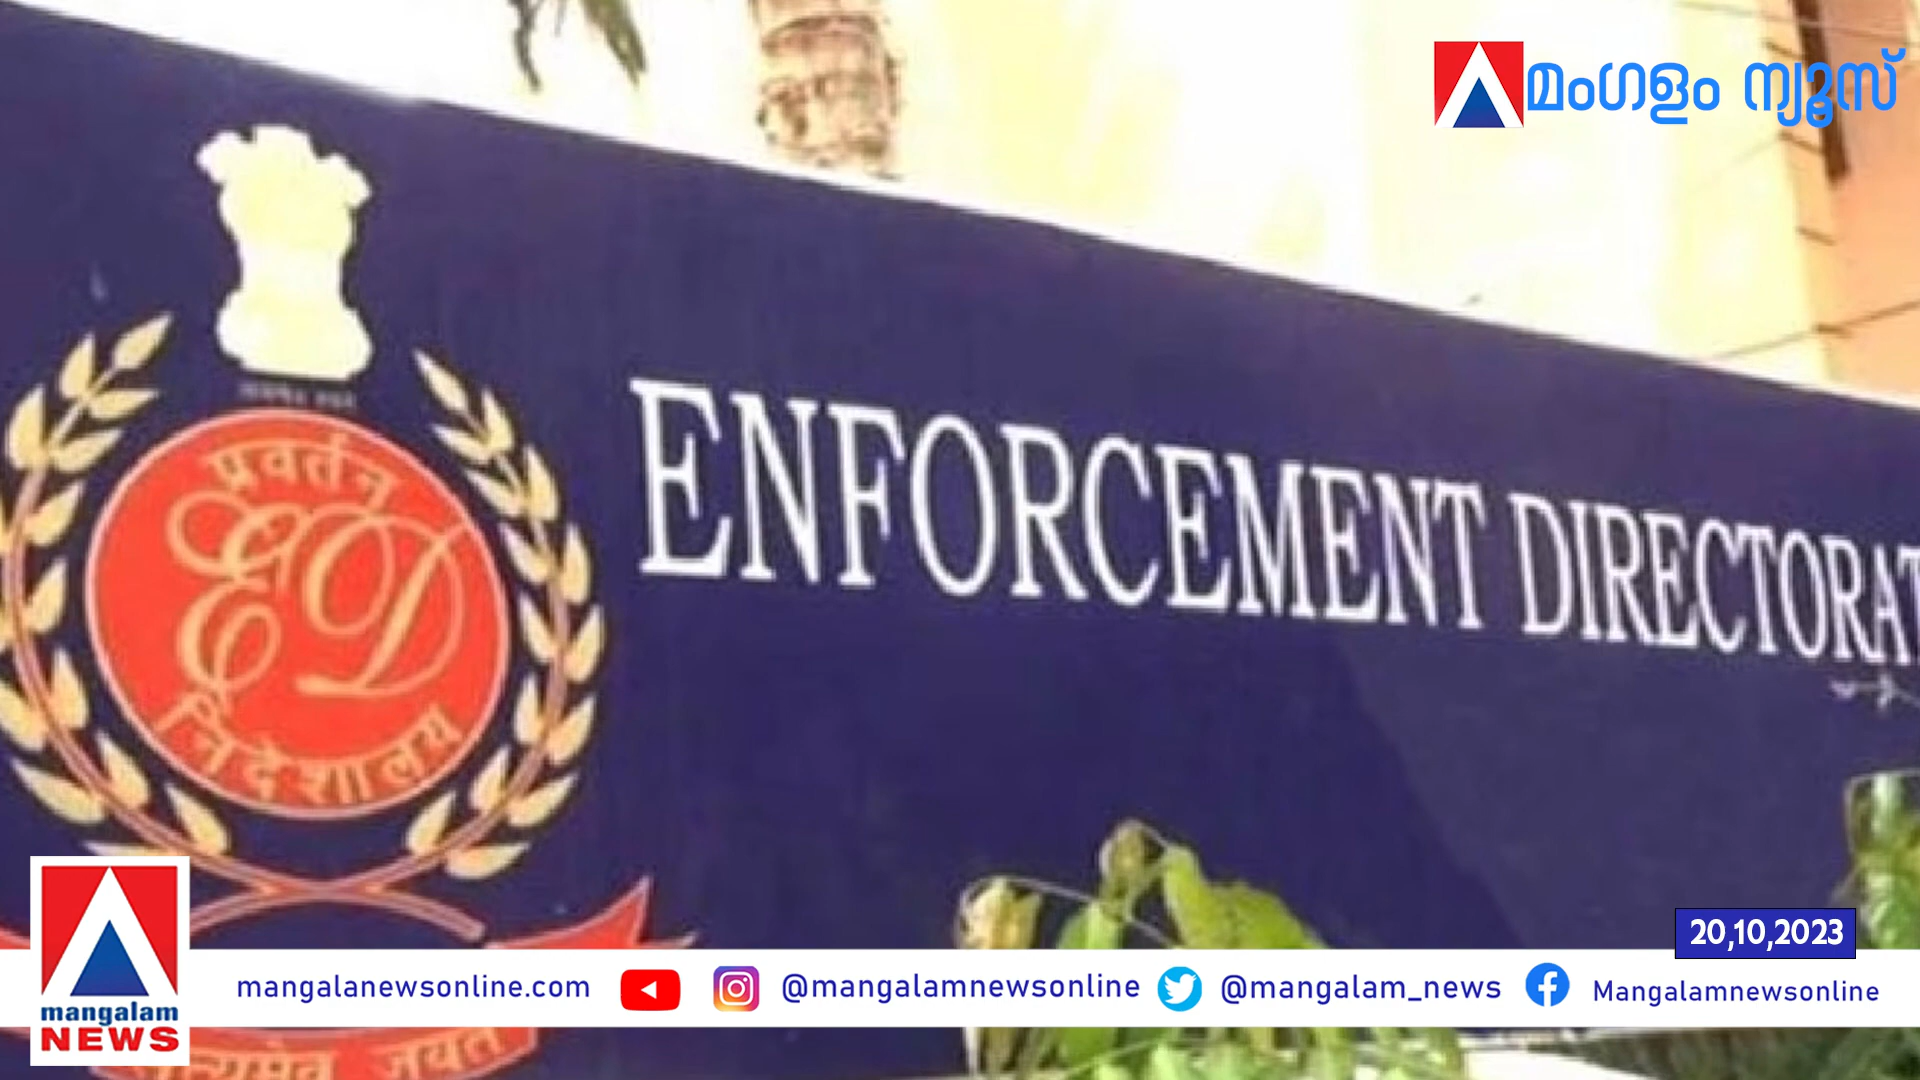 മംഗളം ന്യൂസ്
प्रवर्तन
ED
निदेशालय
ENFORCEMENT DIRECTORAT
20,10,2023
mangalanewsonline.com
@mangalamnewsonline
@mangalam_news
Mangalamnewsonline
mangalam
NEWS